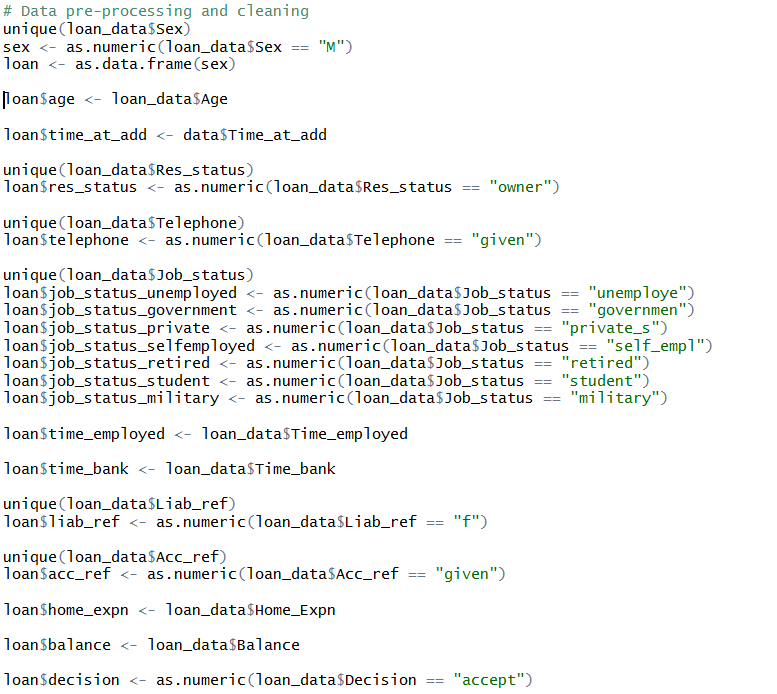 # Data pre-processing and cleaning
unique(loan_data$Sex)
sex <- as.numeric(loan_data$Sex == "M")
loan <- as.data.frame(sex)
loan$age <- loan_data$Age
loan$time_at_add <- data$Time_at_add
unique(loan_data$Res_status)
loan$res_status <- as.numeric(loan_data$Res_status == "owner")
unique(loan_data$Telephone)
loan$telephone <- as.numeric(loan_data$Telephone == "given")
unique(loan_data$Job_status)
loan$job_status_unemployed <- as.numeric(loan_data$Job_status == "unemploye")
loan$job_status_government <- as.numeric(loan_data$Job_status == "governmen")
loan$job_status_private <- as.numeric(loan_data$Job_status == "private_s")
loan$job_status_selfemployed <- as.numeric(loan_data$Job_status == "self_empl")
loan$job_status_retired <- as.numeric(loan_data$Job_status == "retired")
loan$job_status_student <- as.numeric(loan_data$Job_status == "student")
loan$job_status_military <- as.numeric(loan_data$Job_status == "military")
loan$time_employed <- loan_data$Time_employed
loan$time_bank <- loan_data$Time_bank
unique(loan_data$Liab_ref)
loan$liab_ref <- as.numeric(loan_data$Liab_ref == "f")
unique(loan_data$Acc_ref)
loan$acc_ref <- as.numeric(loan_data$Acc_ref == "given")
loan$home_expn <- loan_data$Home_Expn
loan$balance <- loan_data$Balance
loan$decision <- as.numeric(loan_data$Decision == "accept")